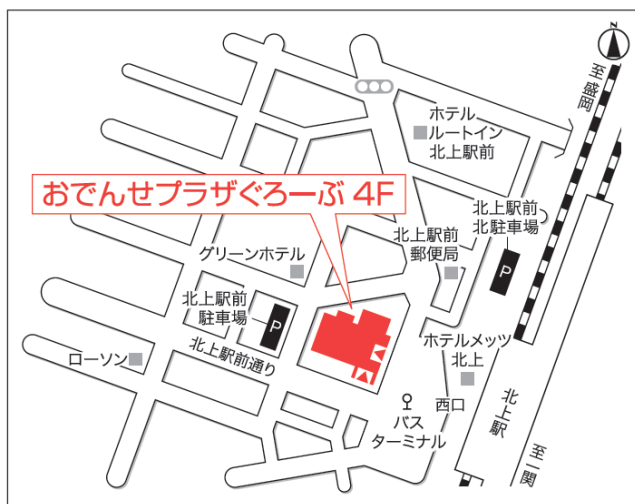 N
至盛岡
ホテル
ルートイン
北上駅前
おでんせプラザぐろーぶ 4F
北上駅前
北駐車場
P
グリーンホテル
北上駅前
郵便局
北上駅前
駐車場
P
ローソン
北上駅前通り
ホテルメッツ
北上
西口
バス
ターミナル
北上駅
至一関